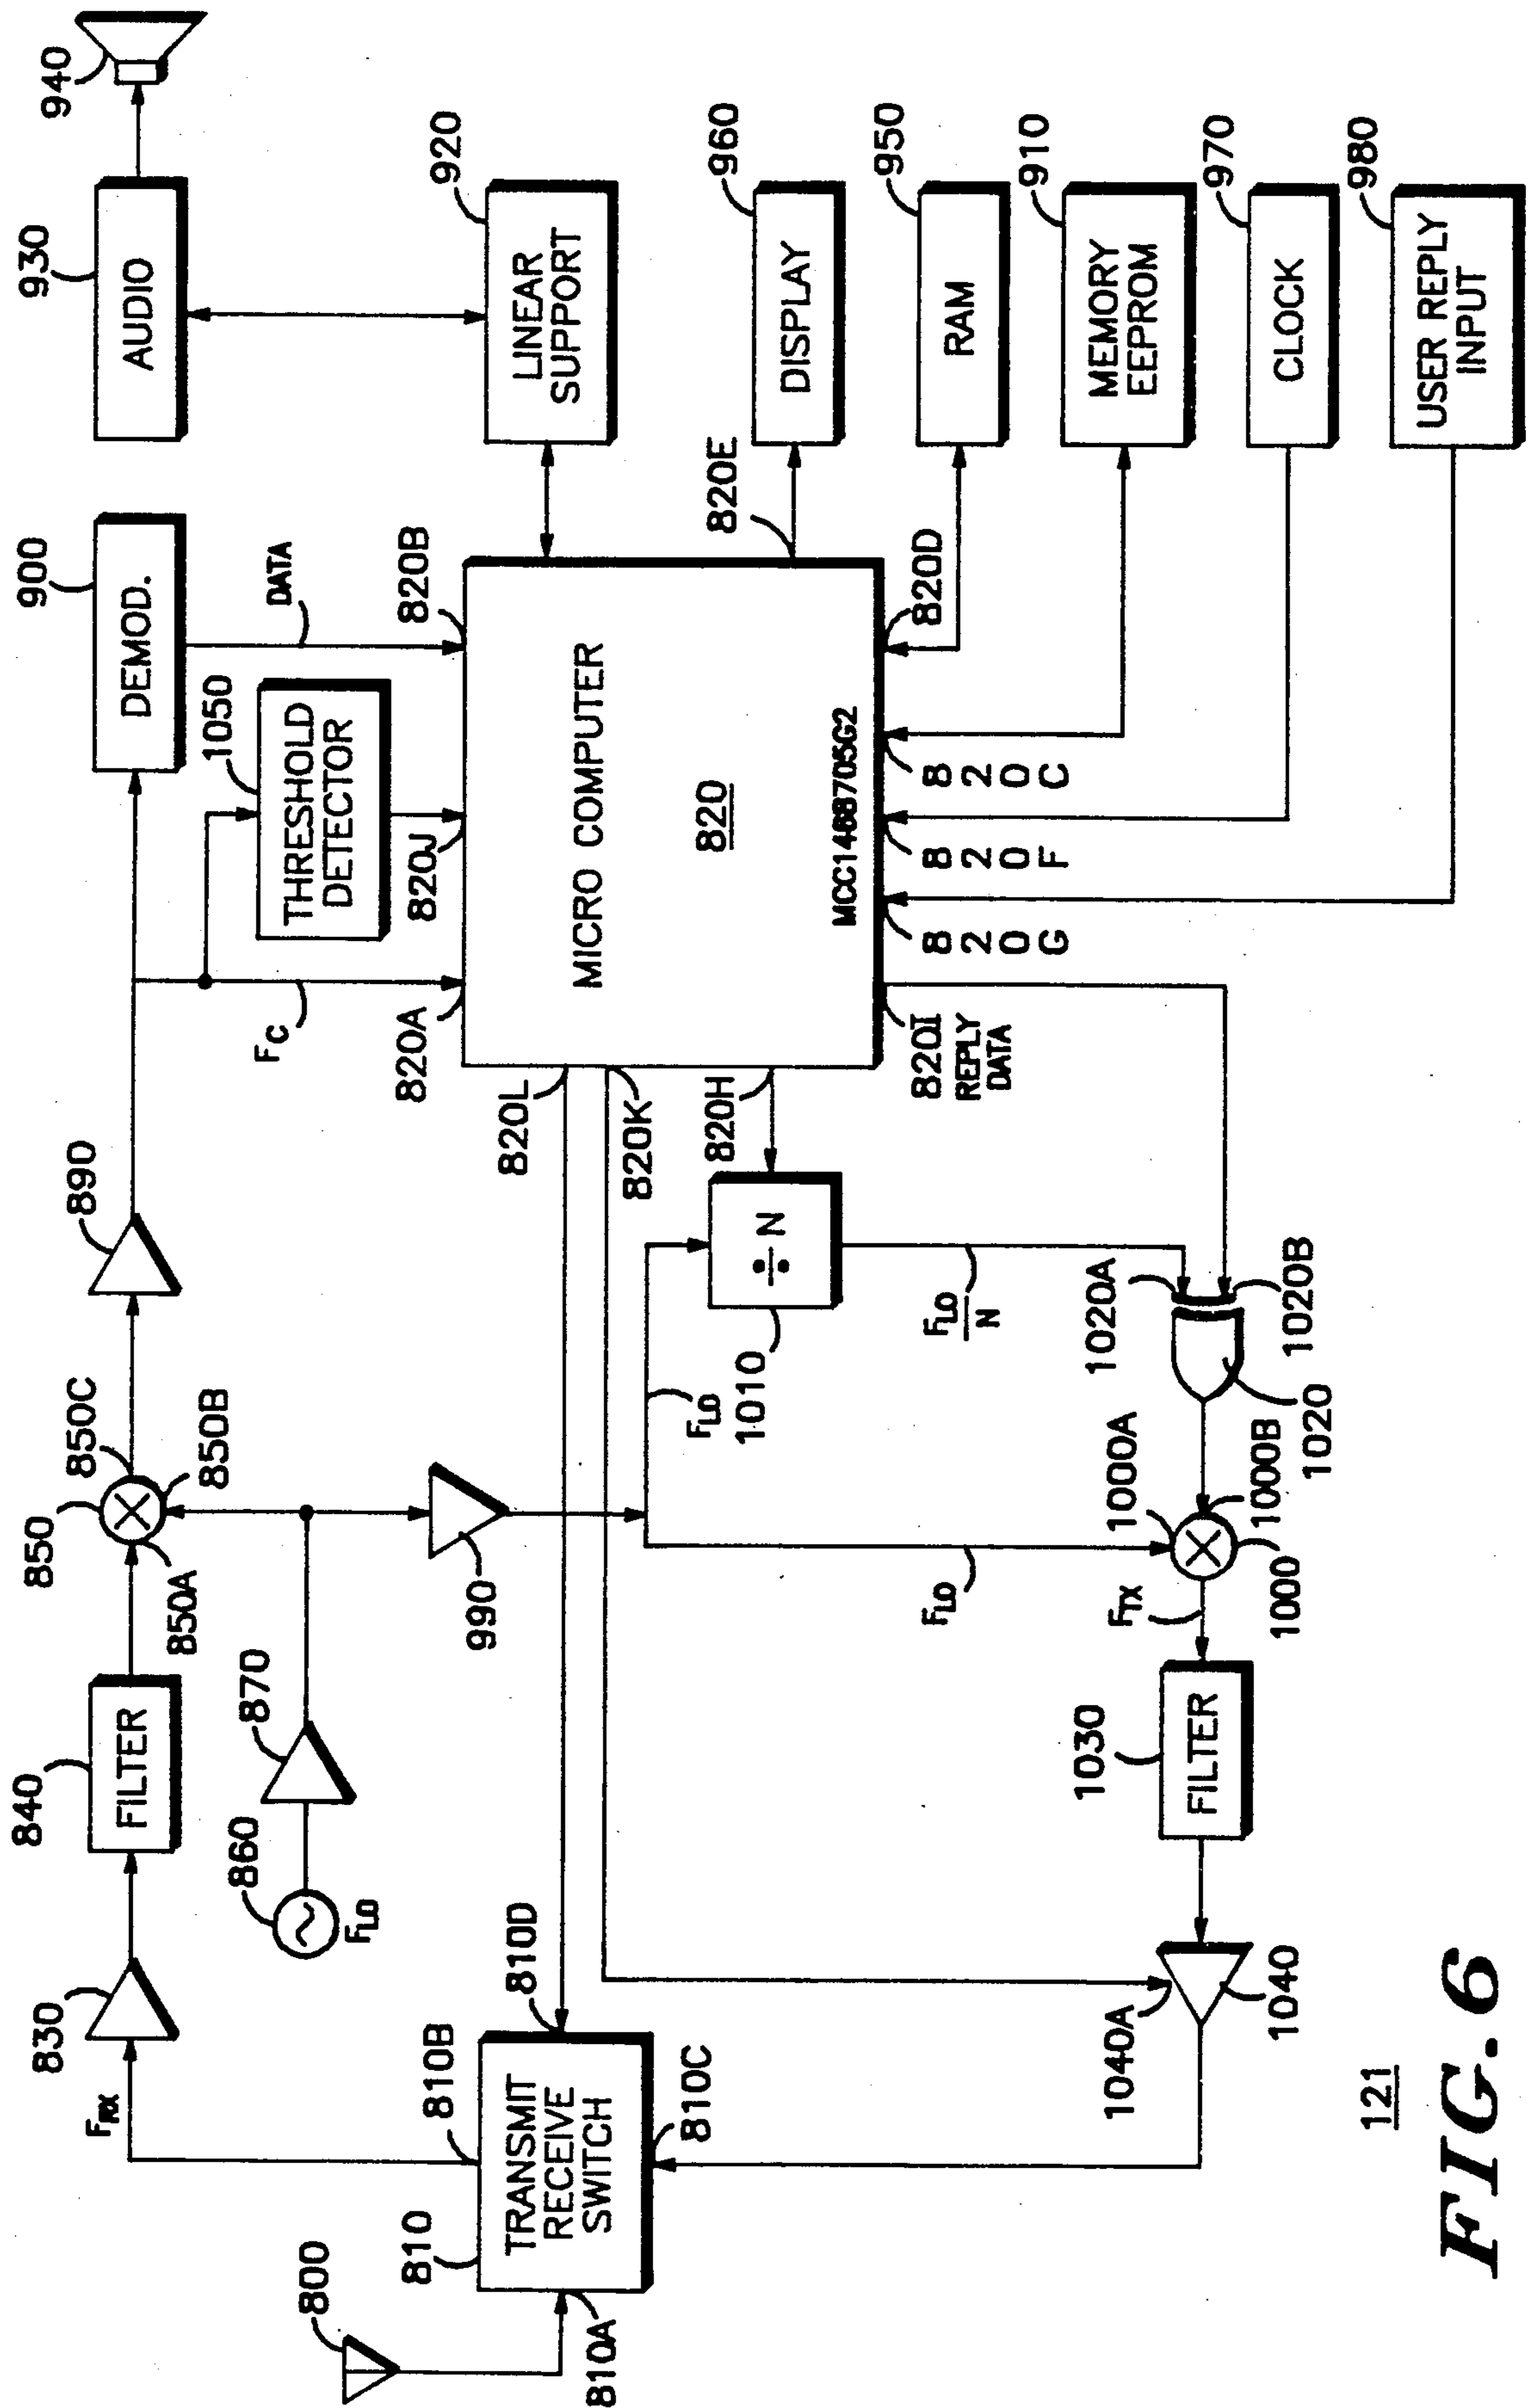 940
930
AUDIO
920
LINEAR
SUPPORT
960
DISPLAY
950
RAM
910
MEMORY
EEPROM
970
CLOCK
980
USER REPLY
INPUT
900
DEMOD.
DATA
820B
1050
THRESHOLD
DETECTOR
820J
FC
820A
820E
820D
MICRO COMPUTER
820
MCC1468705G2
820C
820F
820G
820I
REPLY
DATA
820L
820K
820H
890
850
850C
850B
850A
840
FILTER
830
FRX
870
860
FLO
990
FLO
1010
÷ N
FLO
N
1020A
1020B
1020
1000A
1000B
1000
FLO
FTX
1030
FILTER
1040A
1040
810B
810D
810
TRANSMIT
RECEIVE
SWITCH
810C
810A
800
121
FIG. 6